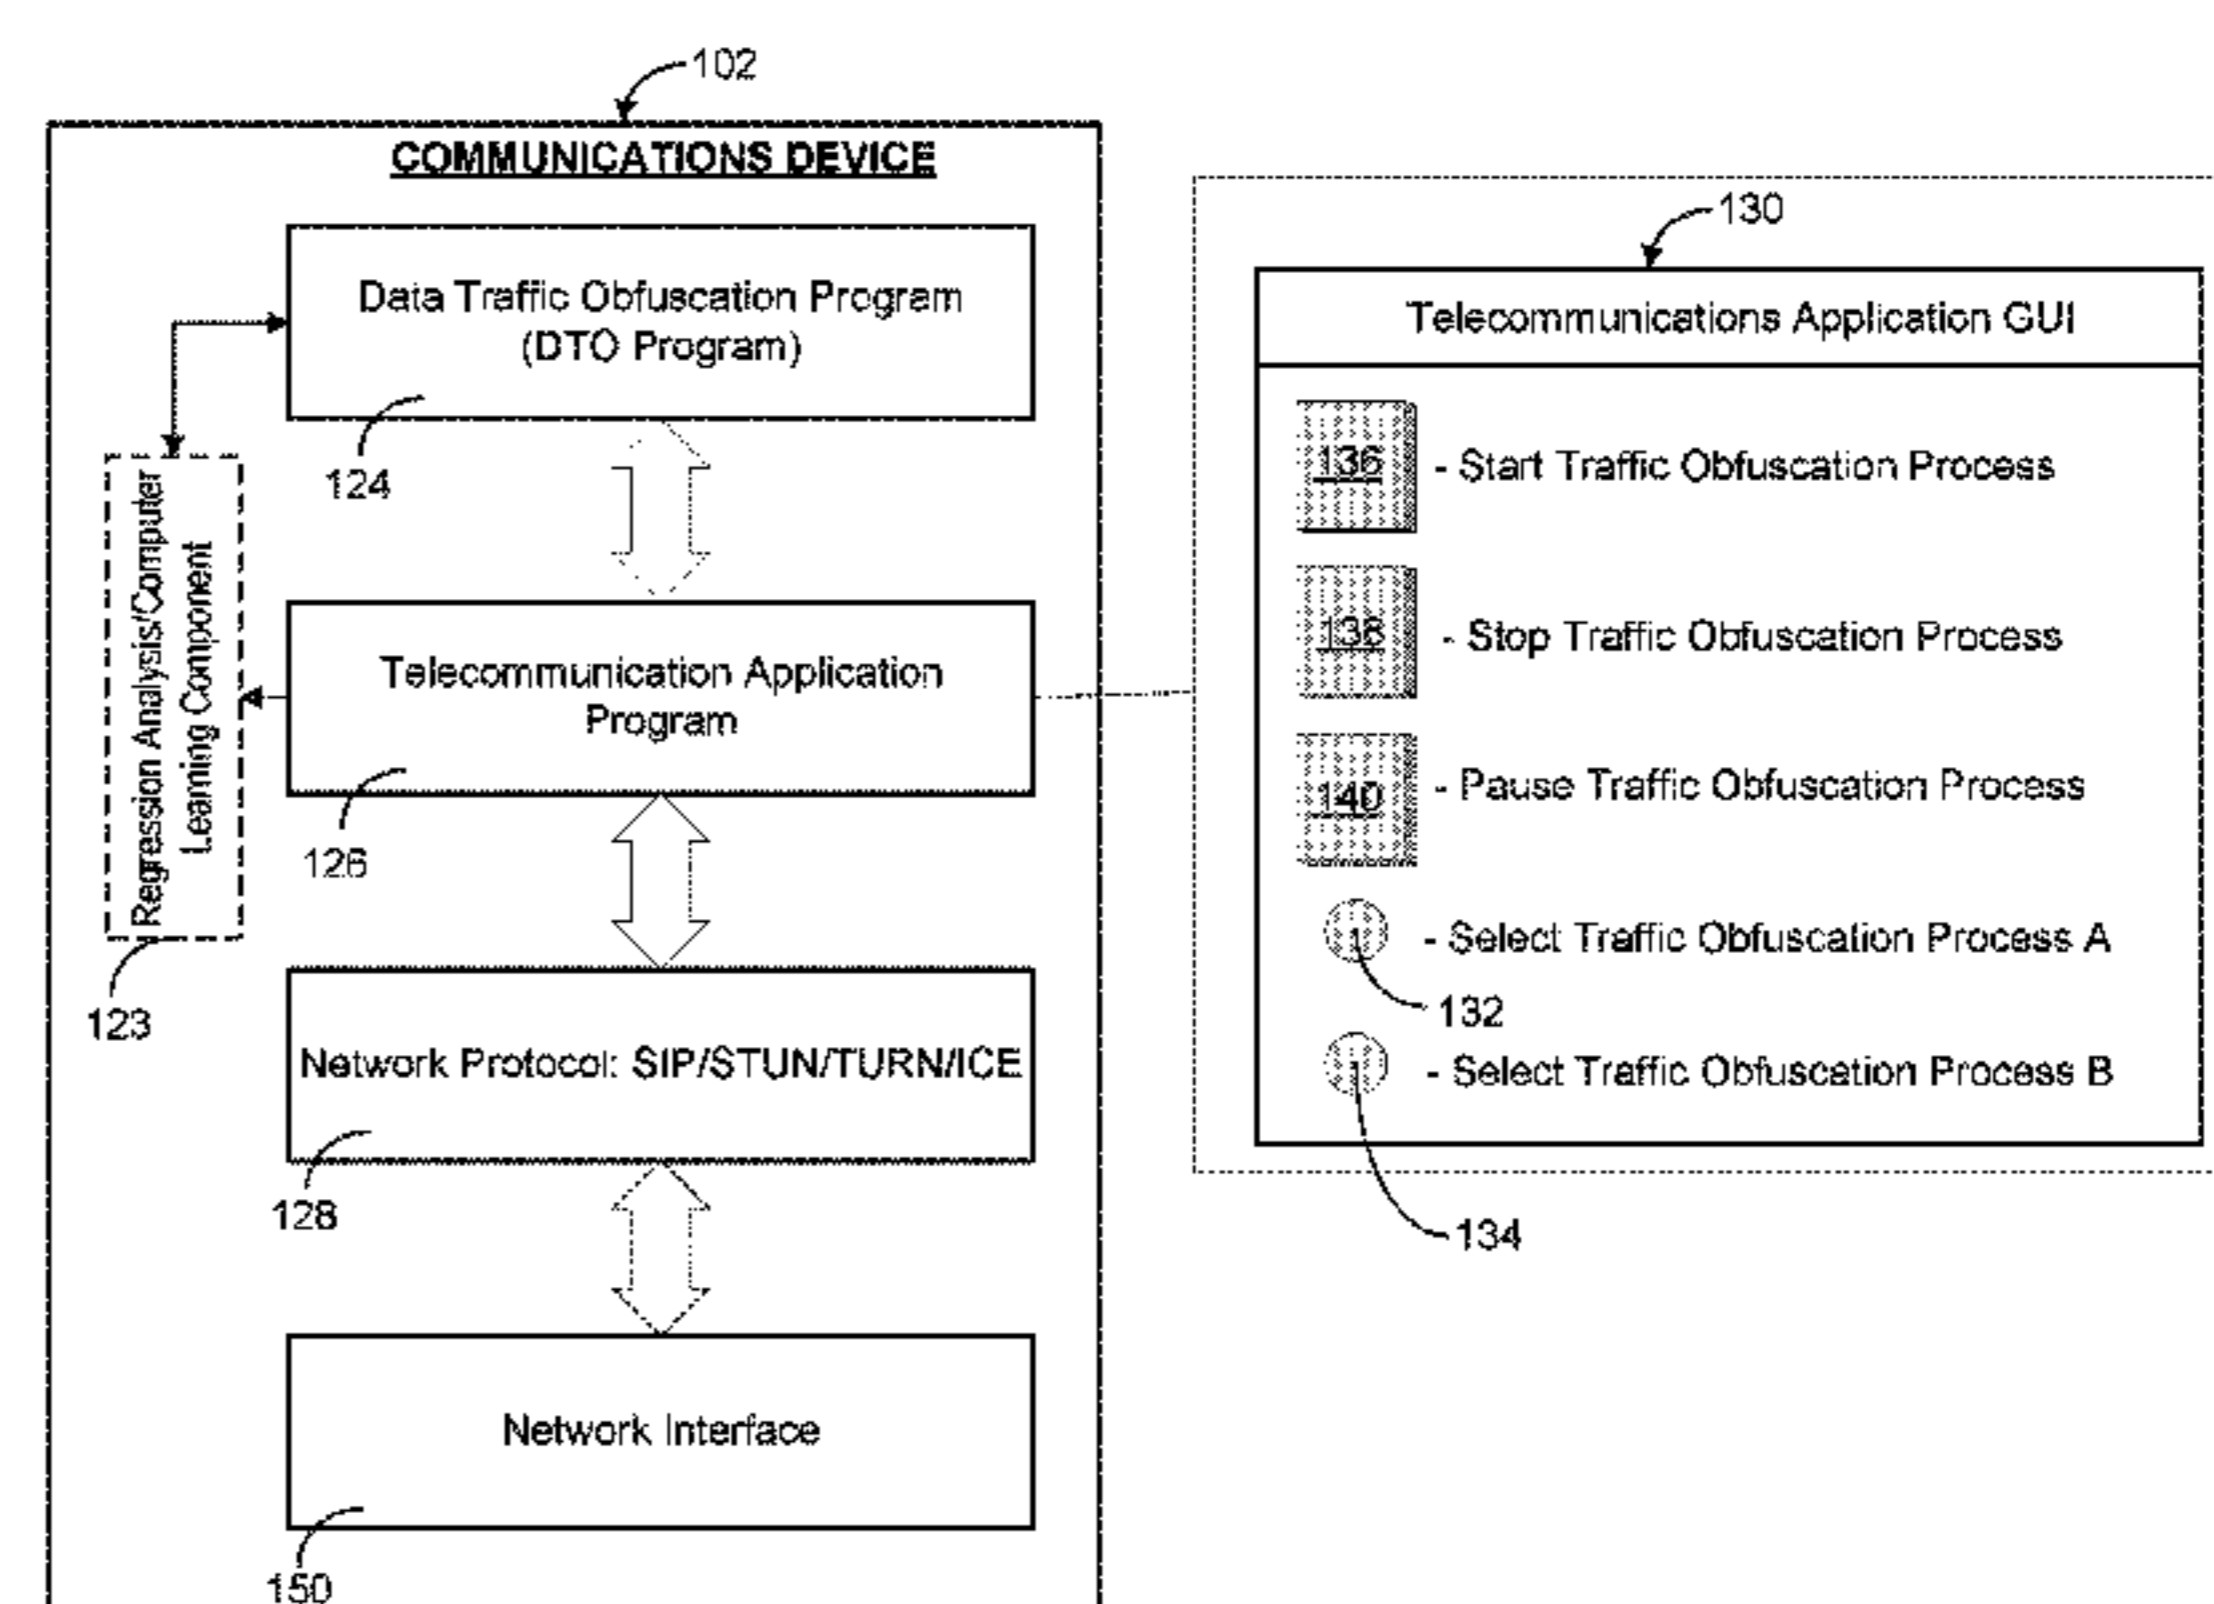 102
COMMUNICATIONS DEVICE
Data Traffic Obfuscation Program
(DTO Program)
124
Regression Analysis/Computer
Learning Component
123
Telecommunication Application
Program
126
Network Protocol: SIP/STUN/TURN/ICE
128
Network Interface
150
130
Telecommunications Application GUI
136 - Start Traffic Obfuscation Process
- Stop Traffic Obfuscation Process
140 - Pause Traffic Obfuscation Process
- Select Traffic Obfuscation Process A
132
- Select Traffic Obfuscation Process B
134